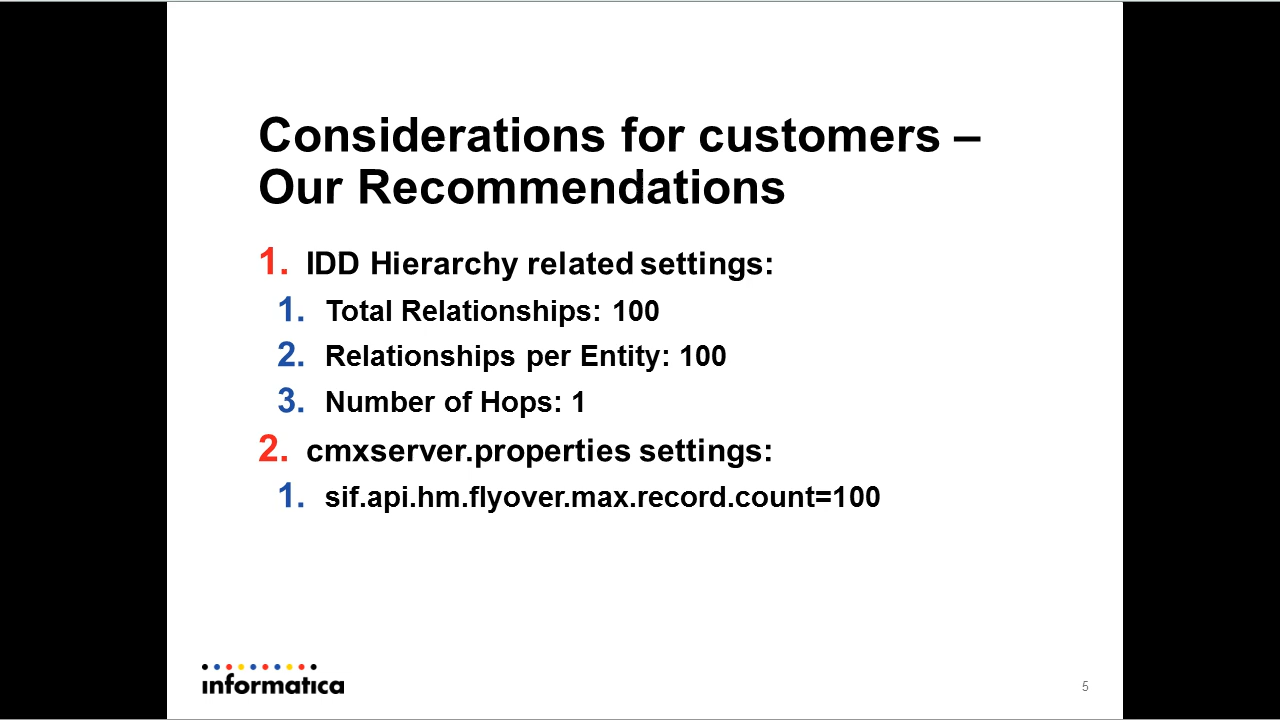 Considerations for customers –
Our Recommendations
1. IDD Hierarchy related settings:
1. Total Relationships: 100
2. Relationships per Entity: 100
3. Number of Hops: 1
2. cmxserver.properties settings:
1. sif.api.hm.flyover.max.record.count=100
informatica
5